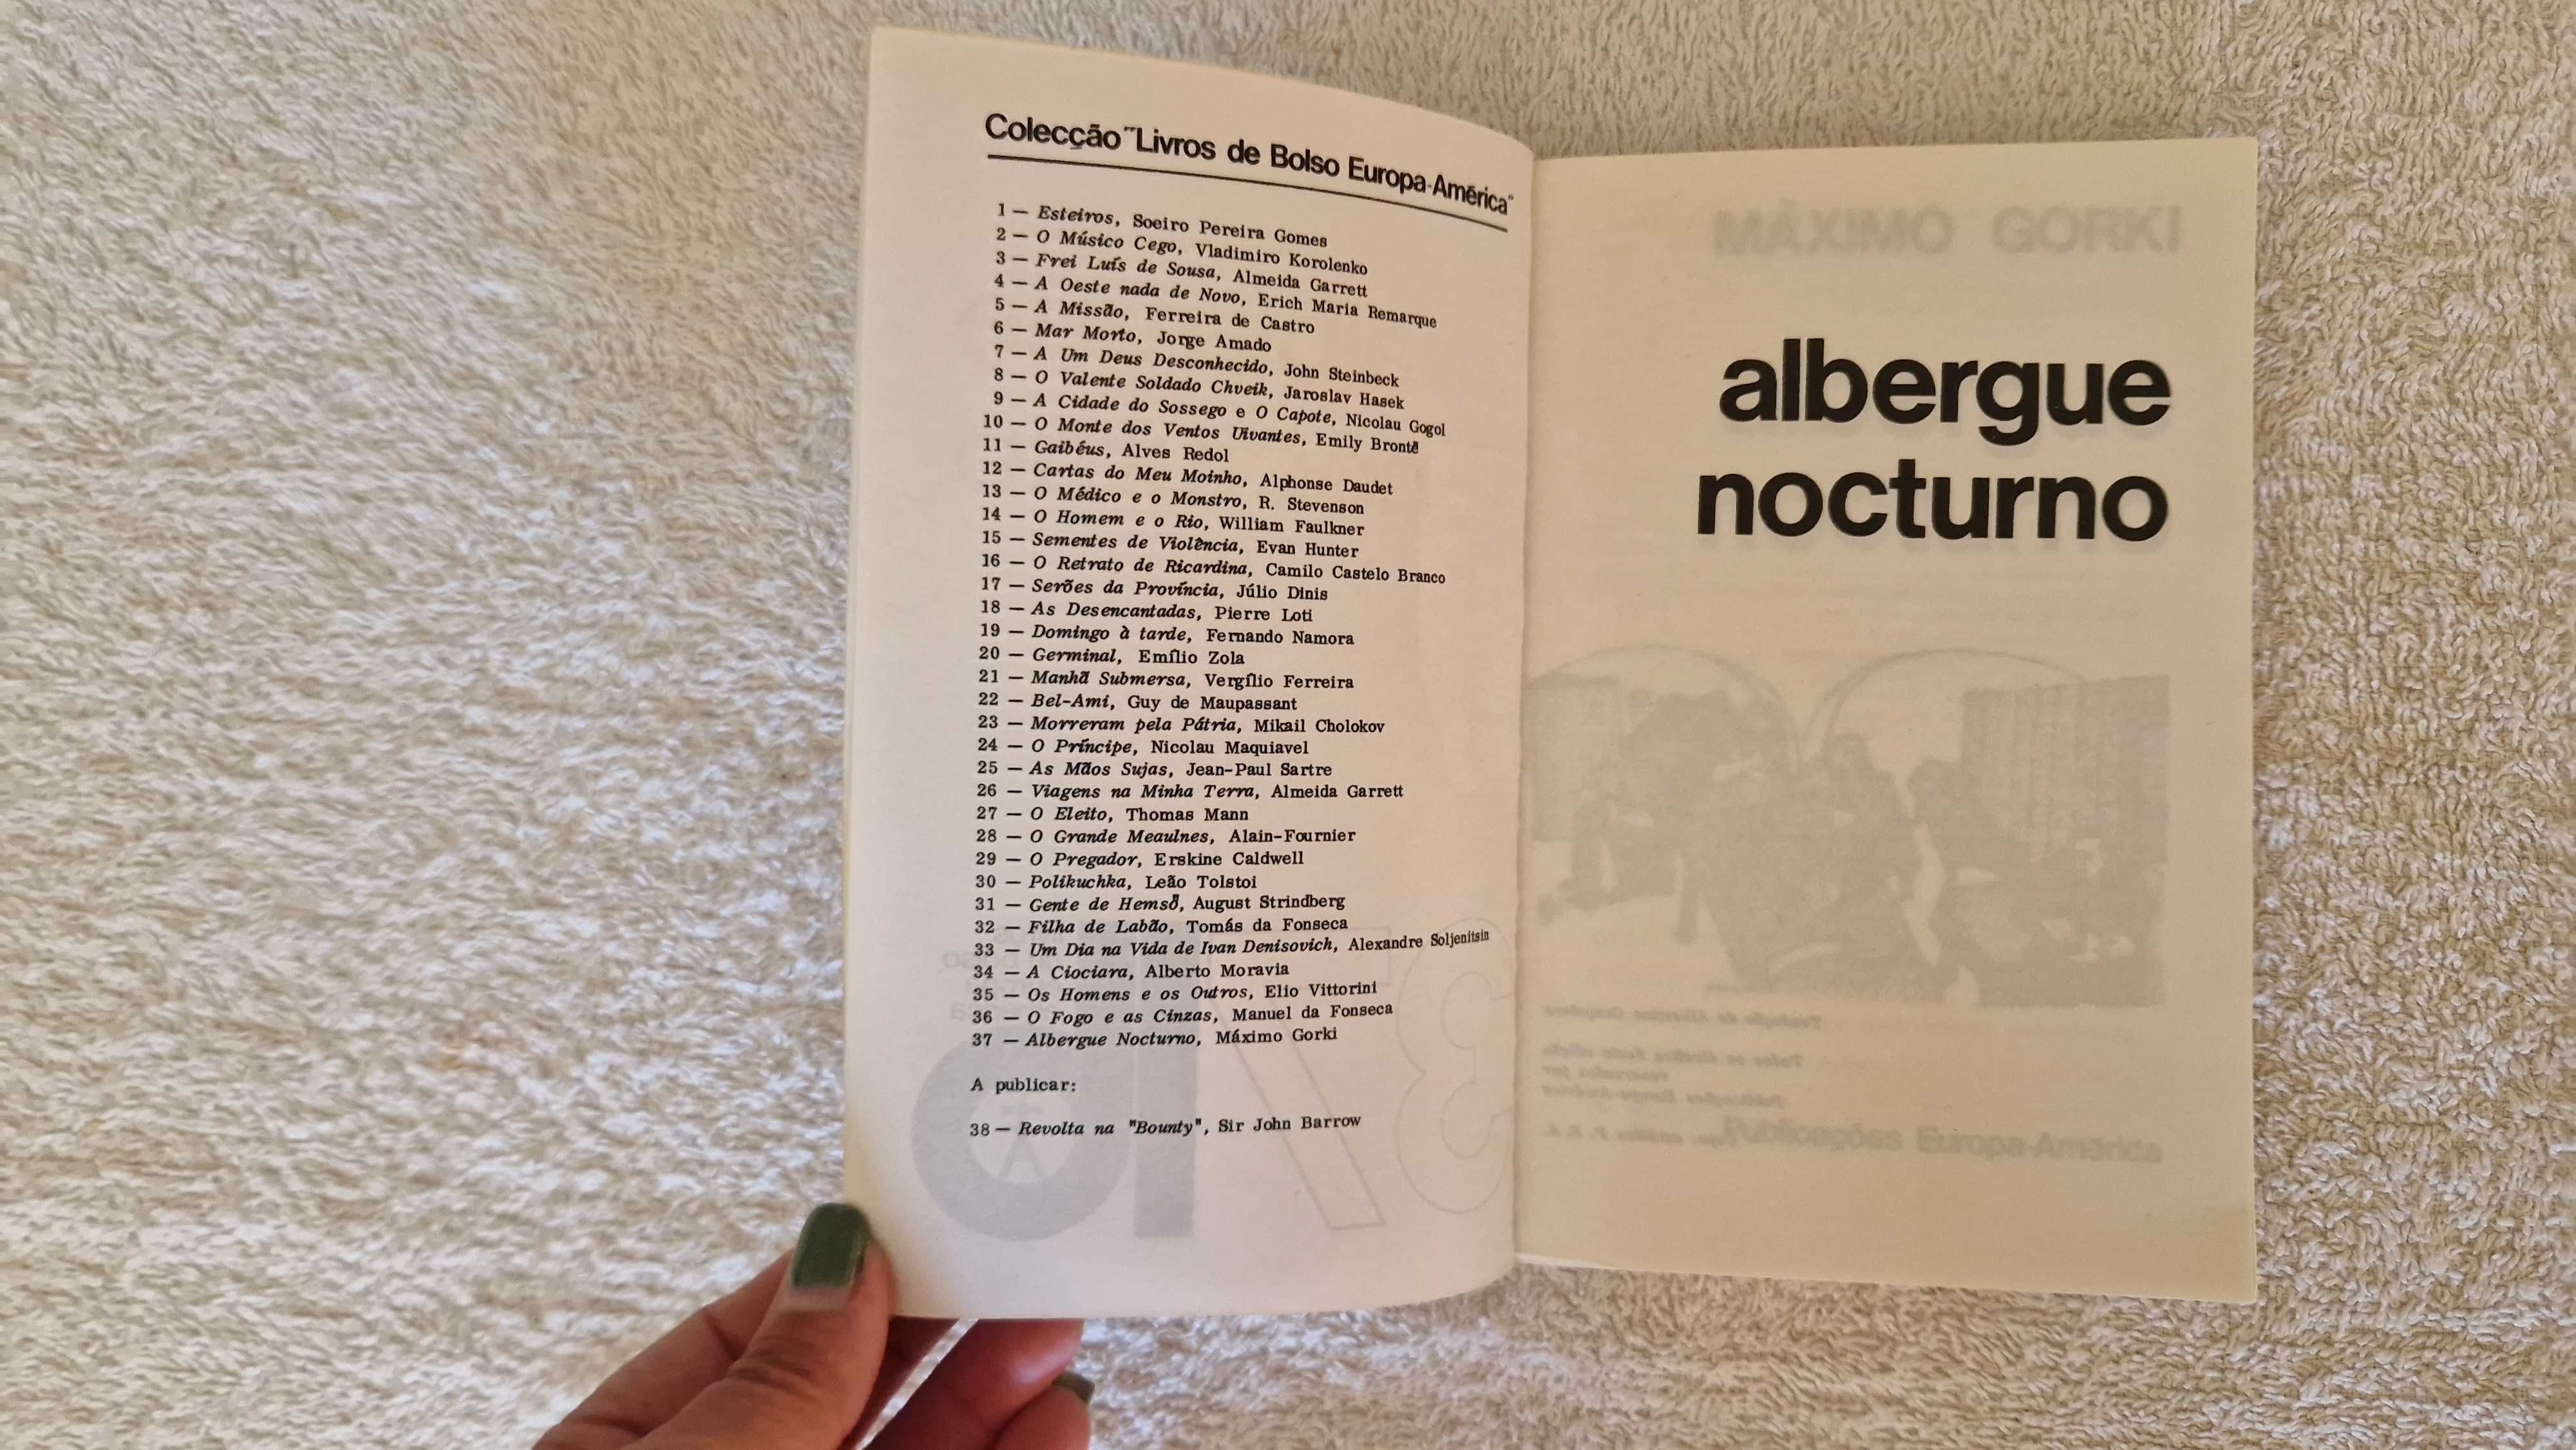 Colecção "Livros de Bolso Europa-América"
1 — Esteiros, Soeiro Pereira Gomes
2 — O Músico Cego, Vladimiro Korolenko
3 — Frei Luís de Sousa, Almeida Garrett
4 — A Oeste nada de Novo, Erich Maria Remarque
5 — A Missão, Ferreira de Castro
6 — Mar Morto, Jorge Amado
7 — A Um Deus Desconhecido, John Steinbeck
8 — O Valente Soldado Chveik, Jaroslav Hasek
9 — A Cidade do Sossego e O Capote, Nicolau Gogol
10 — O Monte dos Ventos Uivantes, Emily Brontë
11 — Gaibéus, Alves Redol
12 — Cartas do Meu Moinho, Alphonse Daudet
13 — O Médico e o Monstro, R. Stevenson
14 — O Homem e o Rio, William Faulkner
15 — Sementes de Violência, Evan Hunter
16 — O Retrato de Ricardina, Camilo Castelo Branco
17 — Serões da Província, Júlio Dinis
18 — As Desencantadas, Pierre Loti
19 — Domingo à tarde, Fernando Namora
20 — Germinal, Emílio Zola
21 — Manhã Submersa, Vergílio Ferreira
22 — Bel-Ami, Guy de Maupassant
23 — Morreram pela Pátria, Mikail Cholokov
24 — O Príncipe, Nicolau Maquiavel
25 — As Mãos Sujas, Jean-Paul Sartre
26 — Viagens na Minha Terra, Almeida Garrett
27 — O Eleito, Thomas Mann
28 — O Grande Meaulnes, Alain-Fournier
29 — O Pregador, Erskine Caldwell
30 — Polikuchka, Leão Tolstoi
31 — Gente de Hemsö, August Strindberg
32 — Filha de Labão, Tomás da Fonseca
33 — Um Dia na Vida de Ivan Denisovich, Alexandre Soljenitsin
34 — A Ciociara, Alberto Moravia
35 — Os Homens e os Outros, Elio Vittorini
36 — O Fogo e as Cinzas, Manuel da Fonseca
37 — Albergue Nocturno, Máximo Gorki
A publicar:
38 — Revolta na "Bounty", Sir John Barrow
MÁXIMO GORKI
albergue
nocturno
Publicações Europa-América